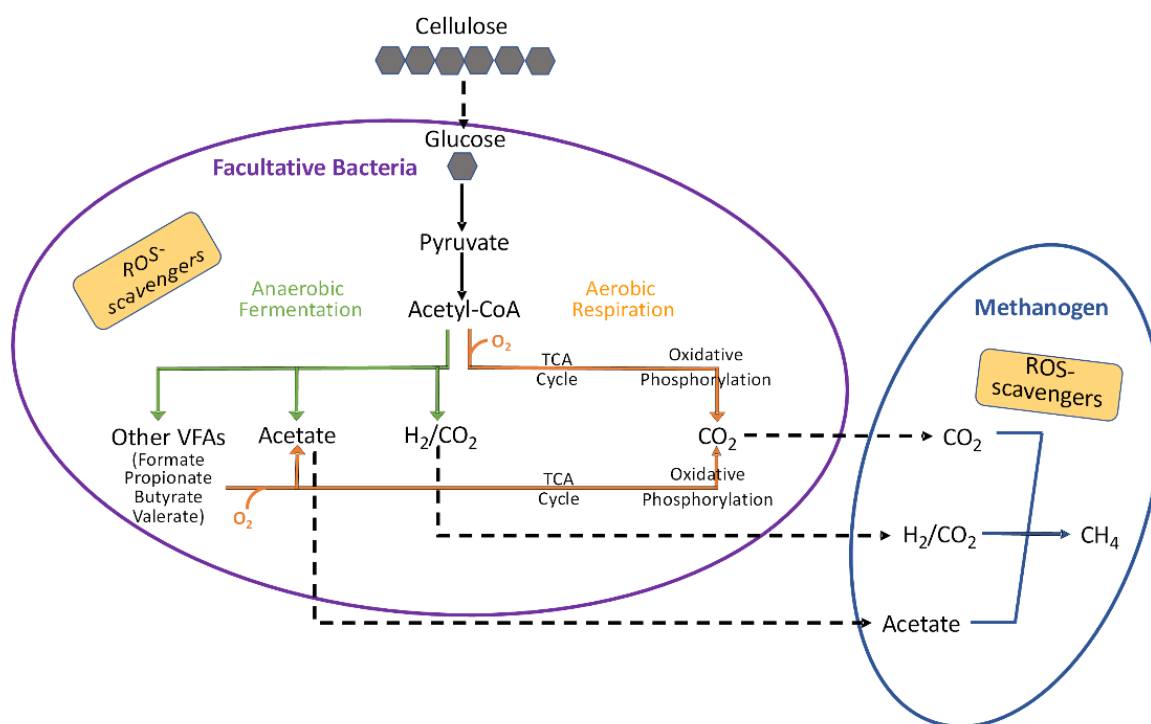 Cellulose
Glucose
Facultative Bacteria
Pyruvate
ROS-
scavengers
Anaerobic
Fermentation
Acetyl-CoA
Aerobic
Respiration
O₂
TCA
Cycle
Oxidative
Phosphorylation
Other VFAs
(Formate
Propionate
Butyrate
Valerate)
Acetate
H₂/CO₂
CO₂
O₂
TCA
Cycle
Oxidative
Phosphorylation
Methanogen
ROS-
scavengers
CO₂
H₂/CO₂
CH₄
Acetate